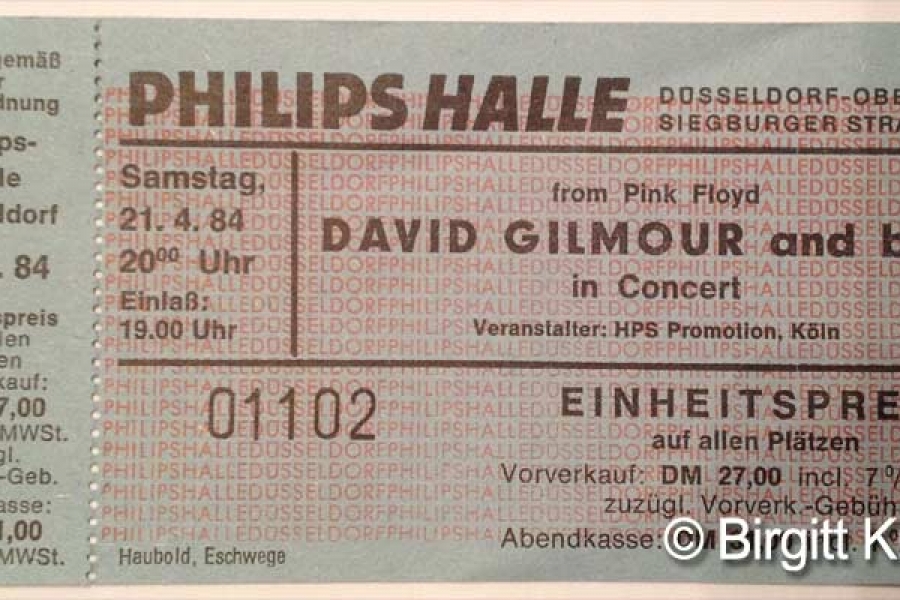 gemäß
dnung
ps-
le
ldorf
. 84
spreis
len
en
kauf:
7,00
MWSt.
gl.
-Geb.
asse:
1,00
MWSt.
PHILIPS HALLE
DÜSSELDORF-OBE
SIEGBURGER STRA
Samstag,
21. 4. 84
20⁰⁰ Uhr
Einlaß:
19.00 Uhr
from Pink Floyd
DAVID GILMOUR and b
in Concert
Veranstalter: HPS Promotion, Köln
01102
EINHEITSPRE
auf allen Plätzen
Vorverkauf: DM 27,00 incl. 7 %
zuzügl. Vorverk.-Gebüh
Abendkasse:
Haubold, Eschwege
© Birgitt K